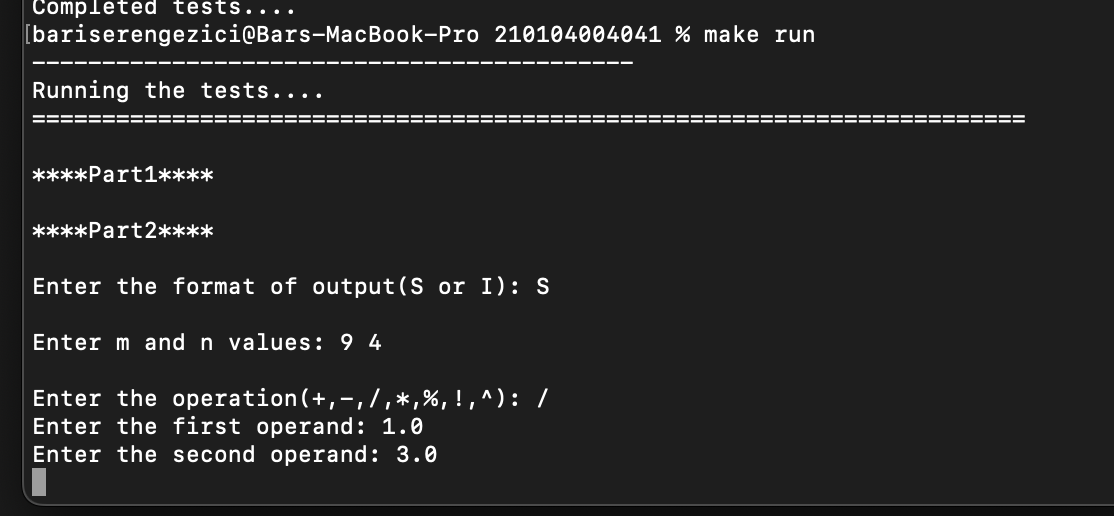 Completed tests....
[bariserengezici@Bars-MacBook-Pro 210104004041 % make run
-------------------------------------------
Running the tests....
=======================================================================
****Part1****
****Part2****
Enter the format of output(S or I): S
Enter m and n values: 9 4
Enter the operation(+,-,/,*,%,!,^): /
Enter the first operand: 1.0
Enter the second operand: 3.0